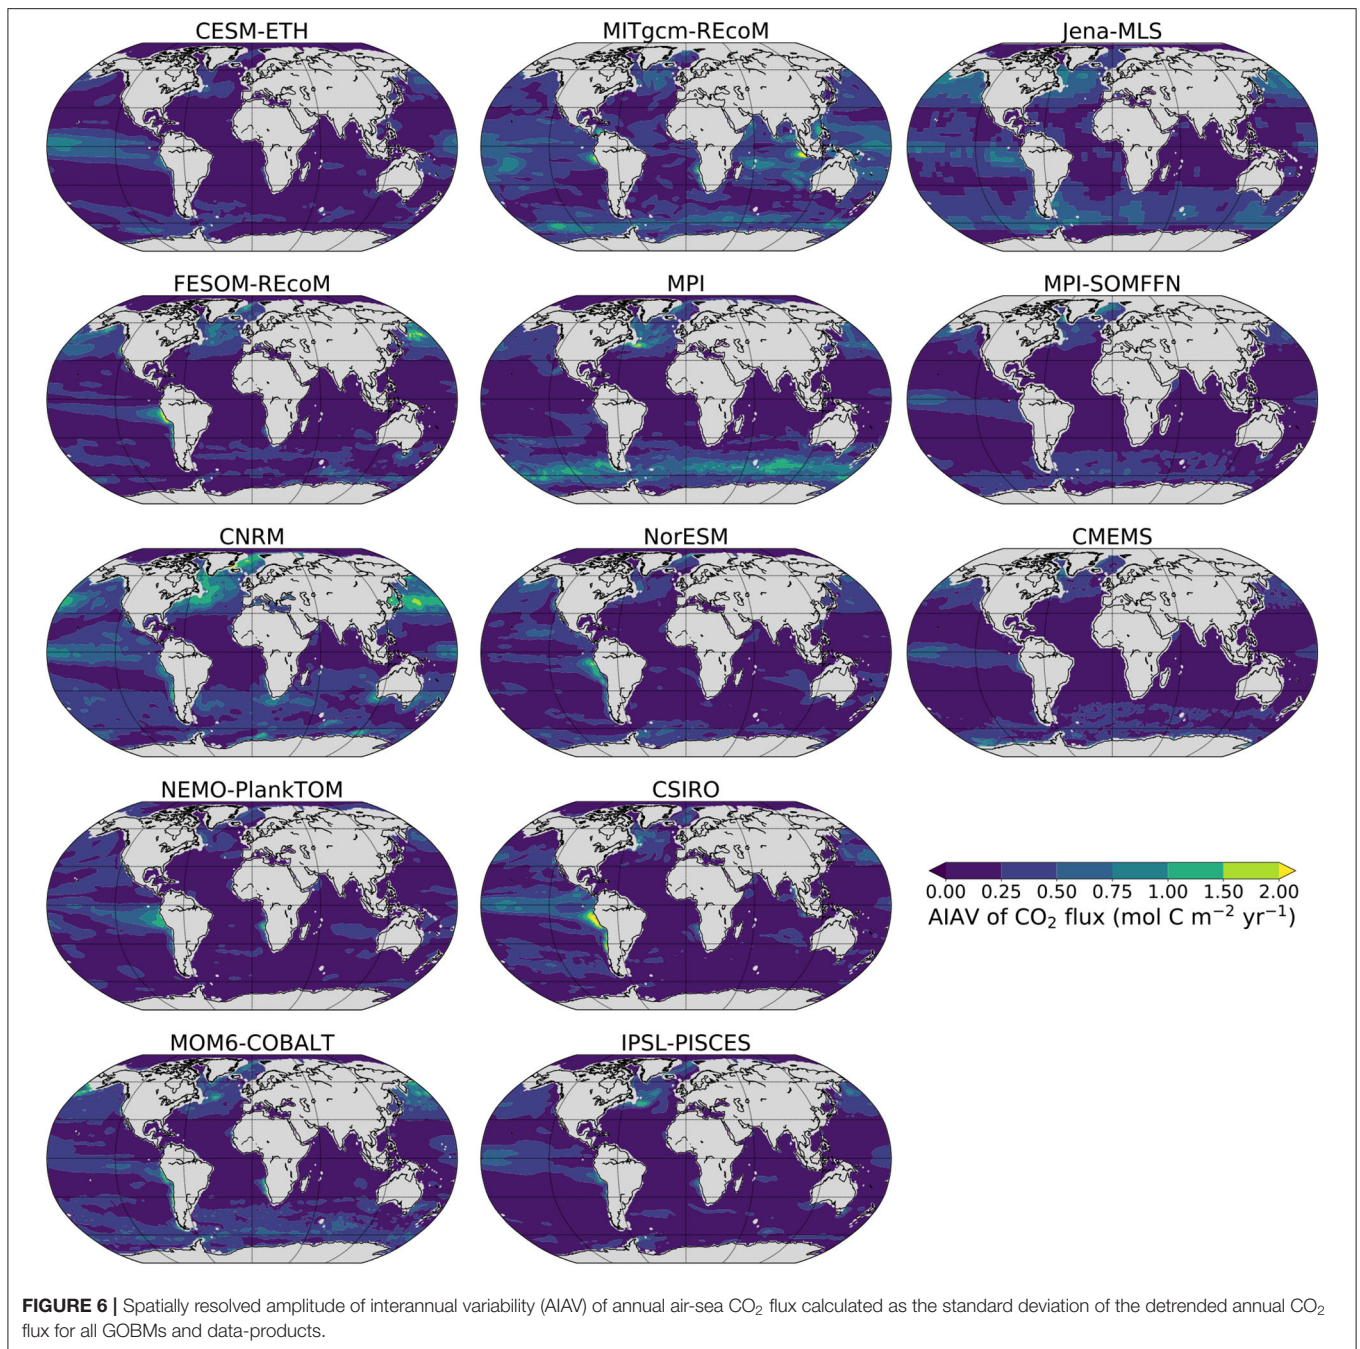 CESM-ETH
MITgcm-REcoM
Jena-MLS
FESOM-REcoM
MPI
MPI-SOMFFN
CNRM
NorESM
CMEMS
NEMO-PlankTOM
CSIRO
0.00 0.25 0.50 0.75 1.00 1.50 2.00
AIAV of CO₂ flux (mol C m⁻² yr⁻¹)
MOM6-COBALT
IPSL-PISCES
FIGURE 6 | Spatially resolved amplitude of interannual variability (AIAV) of annual air-sea CO₂ flux calculated as the standard deviation of the detrended annual CO₂
flux for all GOBMs and data-products.